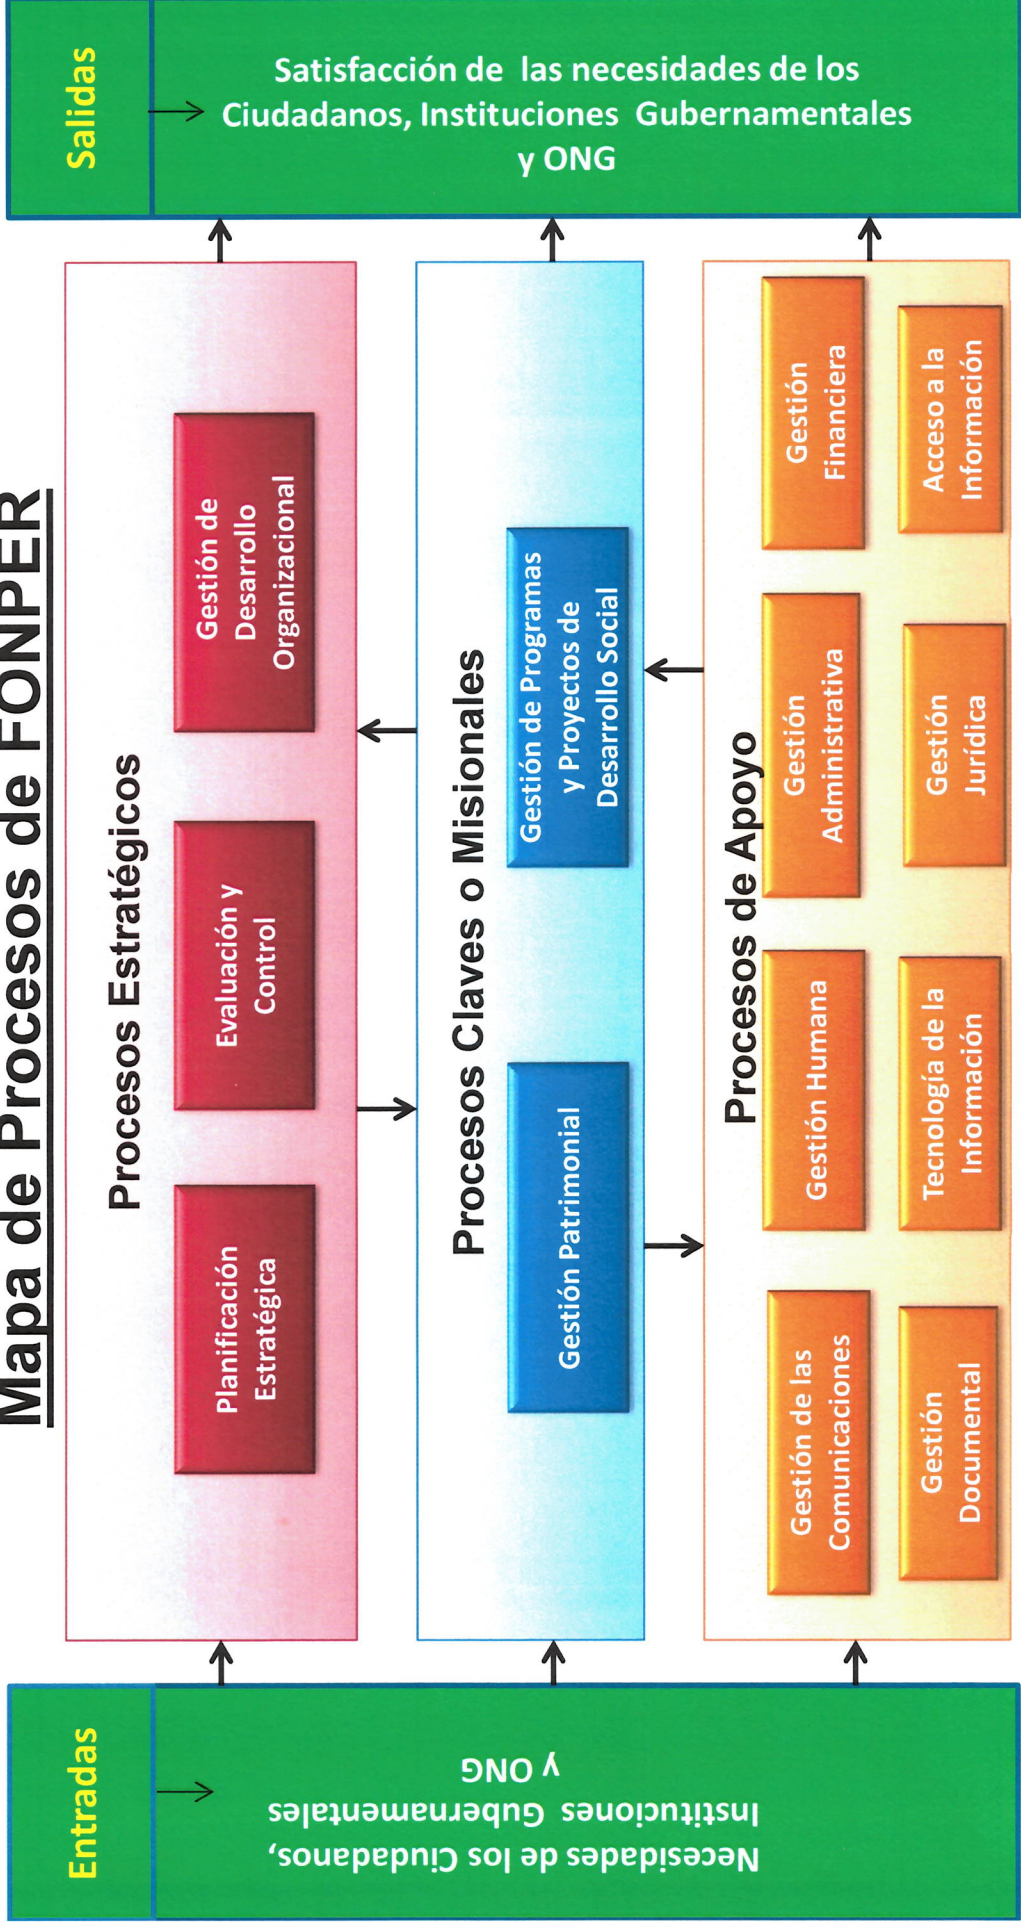 Mapa de Procesos de FONPER
Entradas
Necesidades de los Ciudadanos,
Instituciones Gubernamentales
y ONG
Procesos Estratégicos
Planificación
Estratégica
Evaluación y
Control
Gestión de
Desarrollo
Organizacional
Procesos Claves o Misionales
Gestión Patrimonial
Gestión de Programas
y Proyectos de
Desarrollo Social
Procesos de Apoyo
Gestión de las
Comunicaciones
Gestión Humana
Gestión
Administrativa
Gestión
Financiera
Gestión
Documental
Tecnología de la
Información
Gestión
Jurídica
Acceso a la
Información
Salidas
Satisfacción de las necesidades de los
Ciudadanos, Instituciones Gubernamentales
y ONG